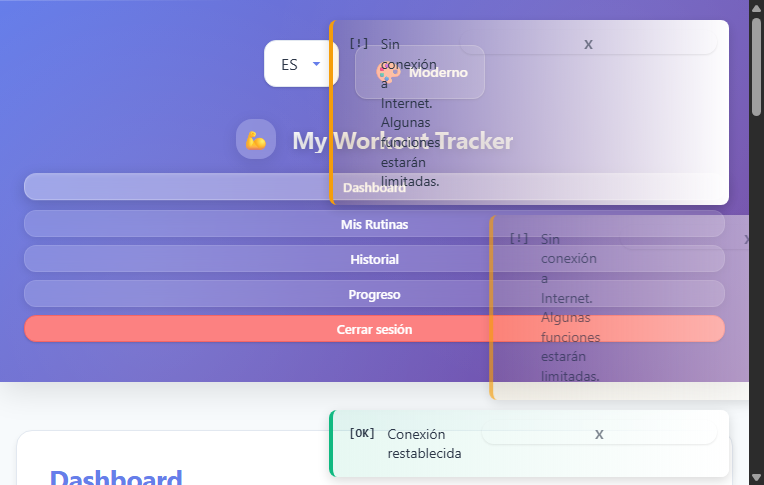 ES
Moderno
My Workout Tracker
Dashboard
Mis Rutinas
Historial
Progreso
Cerrar sesión
[!] Sin X
conexión
a
Internet.
Algunas
funciones
estarán
limitadas.
[!] Sin X
conexión
a
Internet.
Algunas
funciones
estarán
limitadas.
[OK] Conexión X
restablecida
Dashboard